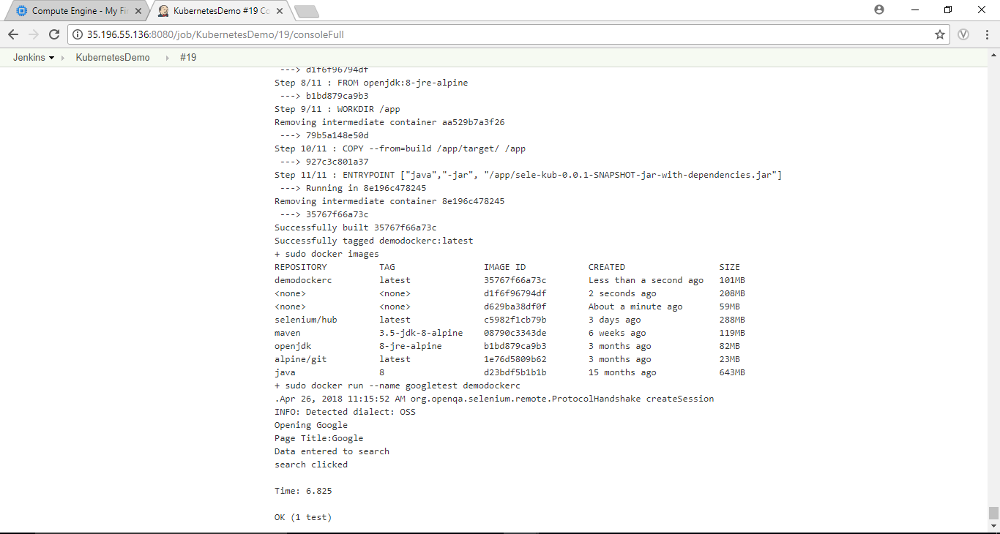 Compute Engine - My Fir
KubernetesDemo #19 Co
35.196.55.136:8080/job/KubernetesDemo/19/consoleFull
Jenkins KubernetesDemo #19
---> d1f6f96794df
Step 8/11 : FROM openjdk:8-jre-alpine
---> b1bd879ca9b3
Step 9/11 : WORKDIR /app
Removing intermediate container aa529b7a3f26
---> 79b5a148e50d
Step 10/11 : COPY --from=build /app/target/ /app
---> 927c3c801a37
Step 11/11 : ENTRYPOINT ["java","-jar", "/app/sele-kub-0.0.1-SNAPSHOT-jar-with-dependencies.jar"]
---> Running in 8e196c478245
Removing intermediate container 8e196c478245
---> 35767f66a73c
Successfully built 35767f66a73c
Successfully tagged demodockerc:latest
+ sudo docker images
REPOSITORY TAG IMAGE ID CREATED SIZE
demodockerc latest 35767f66a73c Less than a second ago 101MB
<none> <none> d1f6f96794df 2 seconds ago 208MB
<none> <none> d629ba38df0f About a minute ago 59MB
selenium/hub latest c5982f1cb79b 3 days ago 288MB
maven 3.5-jdk-8-alpine 08790c3343de 6 weeks ago 119MB
openjdk 8-jre-alpine b1bd879ca9b3 3 months ago 82MB
alpine/git latest 1e76d5809b62 3 months ago 23MB
java 8 d23bdf5b1b1b 15 months ago 643MB
+ sudo docker run --name googletest demodockerc
.Apr 26, 2018 11:15:52 AM org.openqa.selenium.remote.ProtocolHandshake createSession
INFO: Detected dialect: OSS
Opening Google
Page Title:Google
Data entered to search
search clicked
Time: 6.825
OK (1 test)